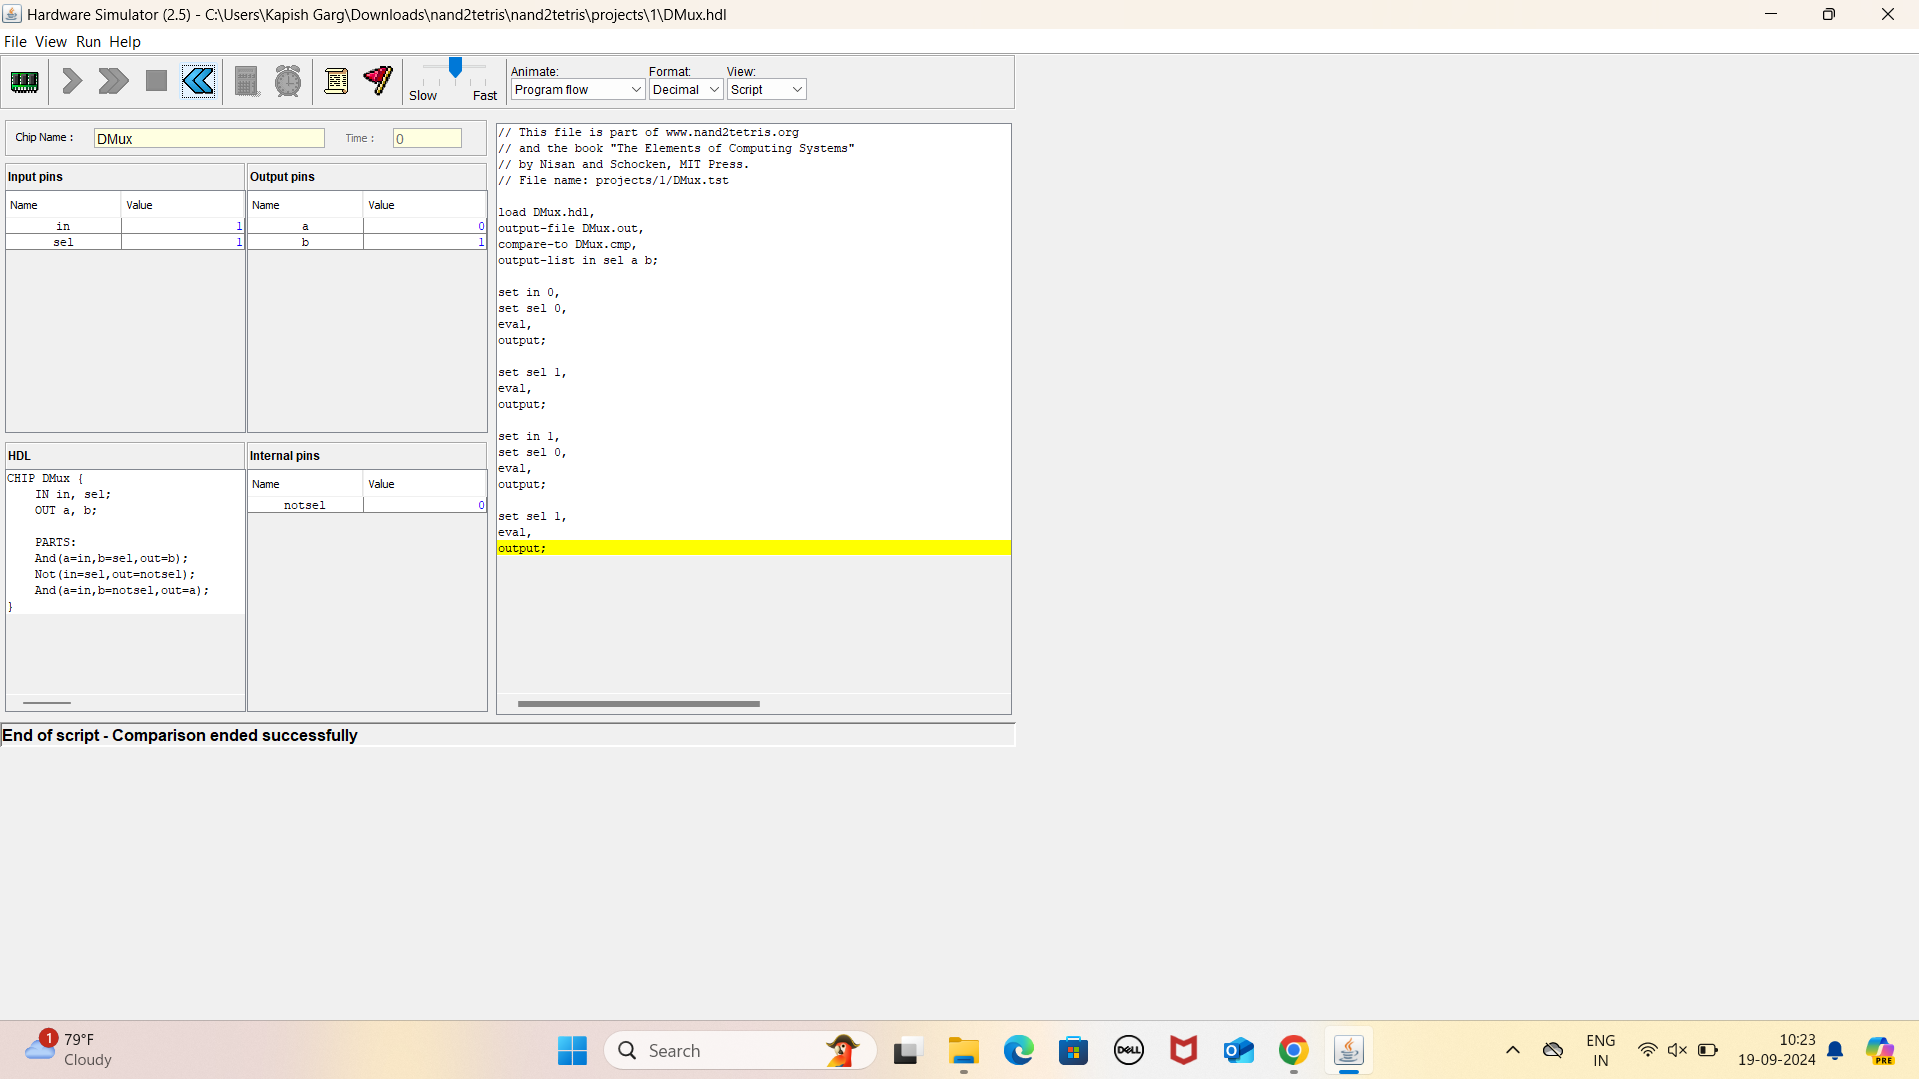 Hardware Simulator (2.5) - C:\Users\Kapish Garg\Downloads\nand2tetris\nand2tetris\projects\1\DMux.hdl
File View Run Help
Slow Fast
Animate:
Program flow
Format:
Decimal
View:
Script
Chip Name : DMux Time : 0
Input pins
Name Value
in 1
sel 1
Output pins
Name Value
a 0
b 1
HDL
CHIP DMux {
IN in, sel;
OUT a, b;
PARTS:
And(a=in,b=sel,out=b);
Not(in=sel,out=notsel);
And(a=in,b=notsel,out=a);
}
Internal pins
Name Value
notsel 0
// This file is part of www.nand2tetris.org
// and the book "The Elements of Computing Systems"
// by Nisan and Schocken, MIT Press.
// File name: projects/1/DMux.tst
load DMux.hdl,
output-file DMux.out,
compare-to DMux.cmp,
output-list in sel a b;
set in 0,
set sel 0,
eval,
output;
set sel 1,
eval,
output;
set in 1,
set sel 0,
eval,
output;
set sel 1,
eval,
output;
End of script - Comparison ended successfully
1
79°F
Cloudy
Search
DELL
ENG
IN
10:23
19-09-2024
PRE